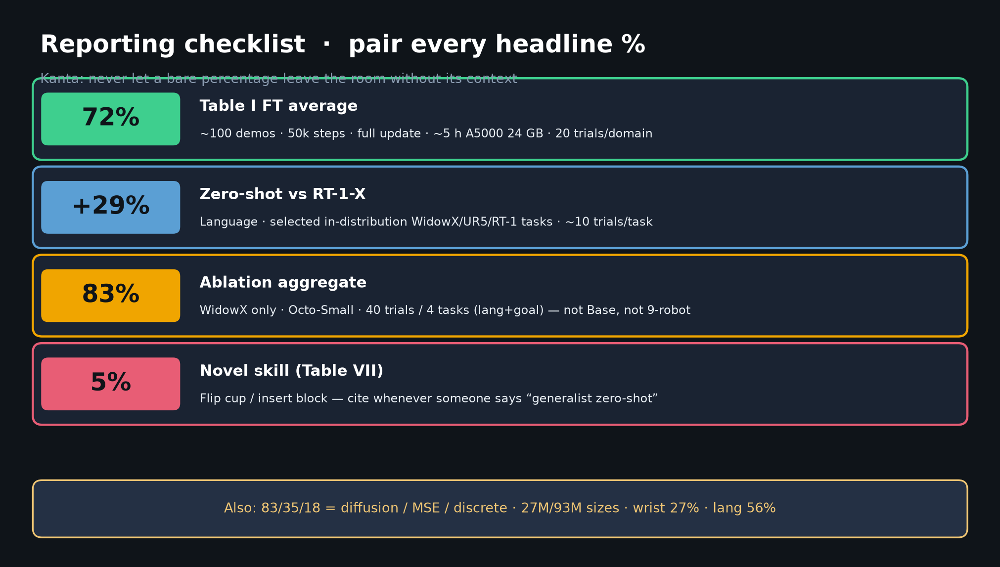 Reporting checklist · pair every headline %
Kanta: never let a bare percentage leave the room without its context
72%
Table I FT average
~100 demos · 50k steps · full update · ~5 h A5000 24 GB · 20 trials/domain
+29%
Zero-shot vs RT-1-X
Language · selected in-distribution WidowX/UR5/RT-1 tasks · ~10 trials/task
83%
Ablation aggregate
WidowX only · Octo-Small · 40 trials / 4 tasks (lang+goal) — not Base, not 9-robot
5%
Novel skill (Table VII)
Flip cup / insert block — cite whenever someone says “generalist zero-shot”
Also: 83/35/18 = diffusion / MSE / discrete · 27M/93M sizes · wrist 27% · lang 56%